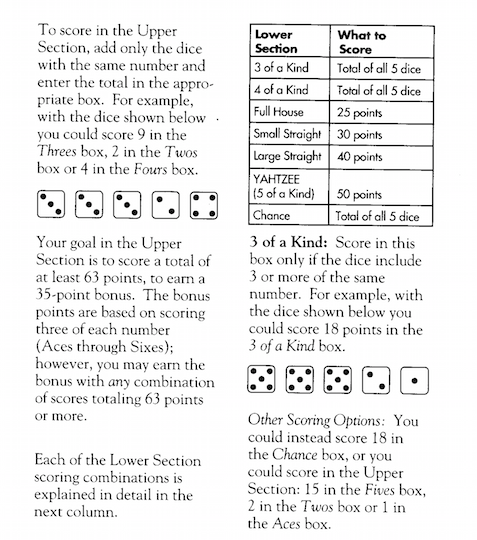 To score in the Upper
Section, add only the dice
with the same number and
enter the total in the appro-
priate box. For example,
with the dice shown below
you could score 9 in the
Threes box, 2 in the Twos
box or 4 in the Fours box.
Your goal in the Upper
Section is to score a total of
at least 63 points, to earn a
35-point bonus. The bonus
points are based on scoring
three of each number
(Aces through Sixes);
however, you may earn the
bonus with any combination
of scores totaling 63 points
or more.
Each of the Lower Section
scoring combinations is
explained in detail in the
next column.
Lower Section What to Score
3 of a Kind Total of all 5 dice
4 of a Kind Total of all 5 dice
Full House 25 points
Small Straight 30 points
Large Straight 40 points
YAHTZEE
(5 of a Kind) 50 points
Chance Total of all 5 dice
3 of a Kind: Score in this
box only if the dice include
3 or more of the same
number. For example, with
the dice shown below you
could score 18 points in the
3 of a Kind box.
Other Scoring Options: You
could instead score 18 in
the Chance box, or you
could score in the Upper
Section: 15 in the Fives box,
2 in the Twos box or 1 in
the Aces box.